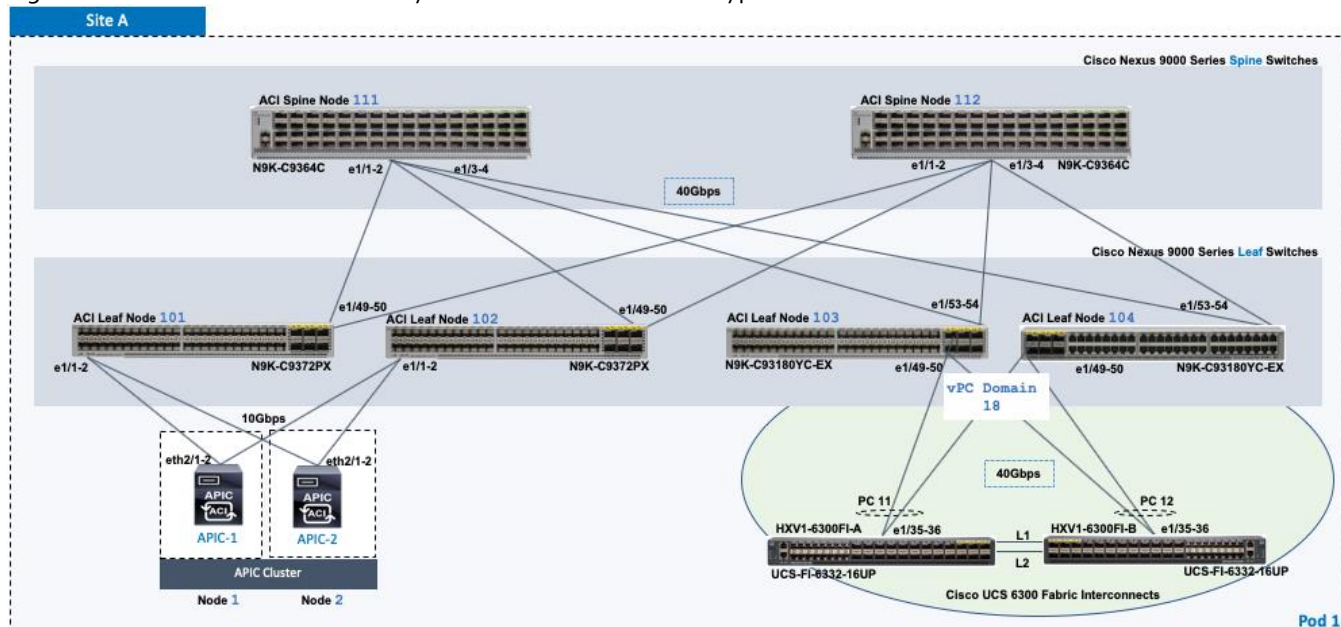 Site A
Cisco Nexus 9000 Series Spine Switches
ACI Spine Node 111
ACI Spine Node 112
N9K-C9364C
e1/1-2
e1/3-4
e1/1-2
e1/3-4
N9K-C9364C
40Gbps
Cisco Nexus 9000 Series Leaf Switches
e1/49-50
e1/49-50
e1/53-54
e1/53-54
ACI Leaf Node 101
ACI Leaf Node 102
ACI Leaf Node 103
ACI Leaf Node 104
e1/1-2
N9K-C9372PX
e1/1-2
N9K-C9372PX
N9K-C93180YC-EX
e1/49-50
e1/49-50
N9K-C93180YC-EX
vPC Domain
18
10Gbps
eth2/1-2
eth2/1-2
APIC
ACI
APIC
ACI
APIC-1
APIC-2
APIC Cluster
Node 1
Node 2
40Gbps
PC 11
PC 12
HXV1-6300FI-A
e1/35-36
HXV1-6300FI-B
e1/35-36
L1
L2
UCS-FI-6332-16UP
UCS-FI-6332-16UP
Cisco UCS 6300 Fabric Interconnects
Pod 1